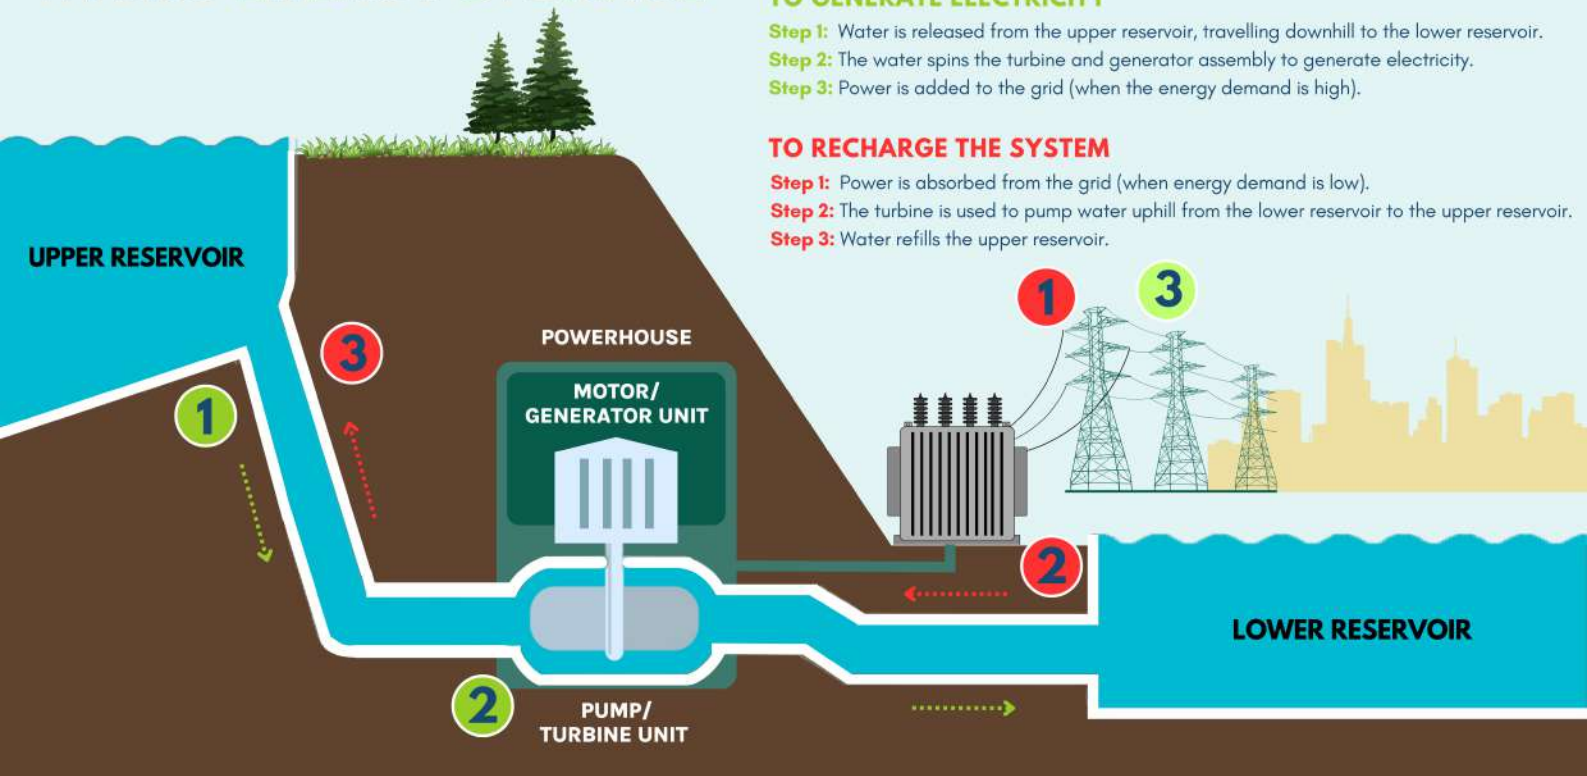 TO GENERATE ELECTRICITY
Step 1: Water is released from the upper reservoir, travelling downhill to the lower reservoir.
Step 2: The water spins the turbine and generator assembly to generate electricity.
Step 3: Power is added to the grid (when the energy demand is high).
TO RECHARGE THE SYSTEM
Step 1: Power is absorbed from the grid (when energy demand is low).
Step 2: The turbine is used to pump water uphill from the lower reservoir to the upper reservoir.
Step 3: Water refills the upper reservoir.
UPPER RESERVOIR
1
3
3
POWERHOUSE
MOTOR/
GENERATOR UNIT
1
2
LOWER RESERVOIR
2
PUMP/
TURBINE UNIT